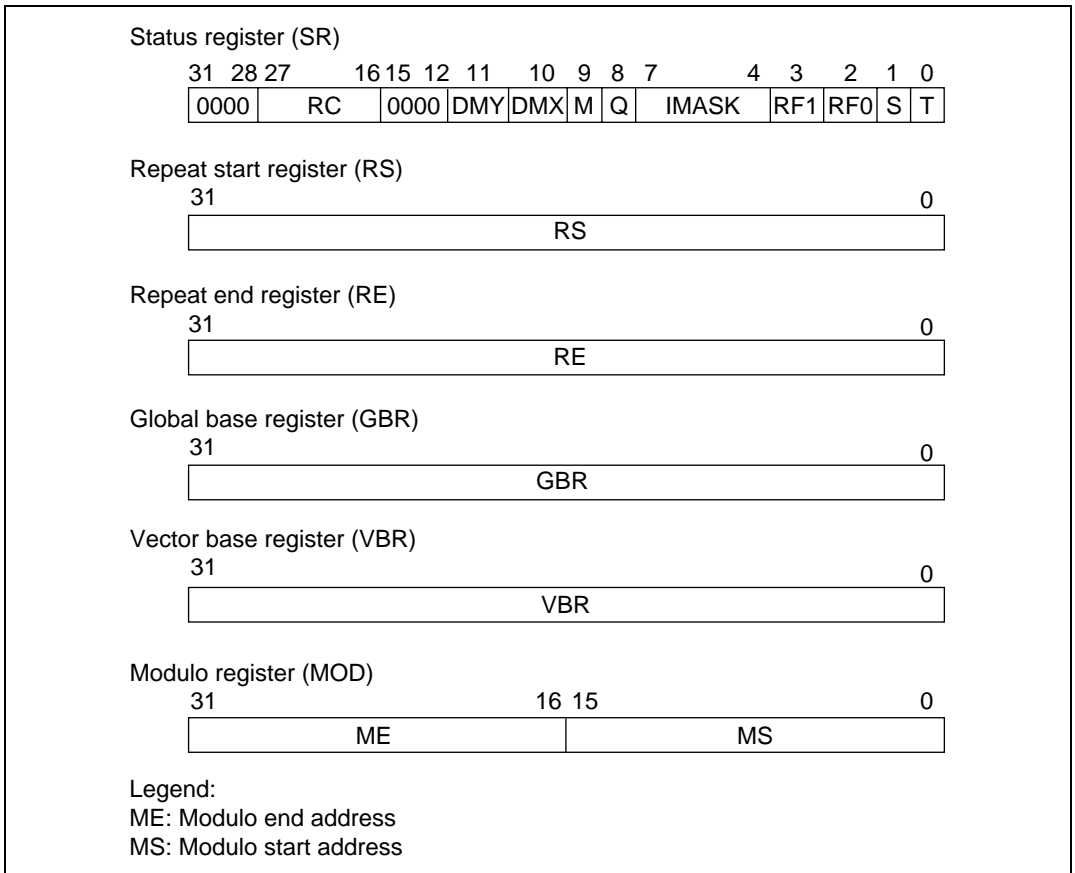 Status register (SR)
31 28 27 16 15 12 11 10 9 8 7 4 3 2 1 0
0000 RC 0000 DMY DMX M Q IMASK RF1 RF0 S T
Repeat start register (RS)
31 0
RS
Repeat end register (RE)
31 0
RE
Global base register (GBR)
31 0
GBR
Vector base register (VBR)
31 0
VBR
Modulo register (MOD)
31 16 15 0
ME MS
Legend:
ME: Modulo end address
MS: Modulo start address